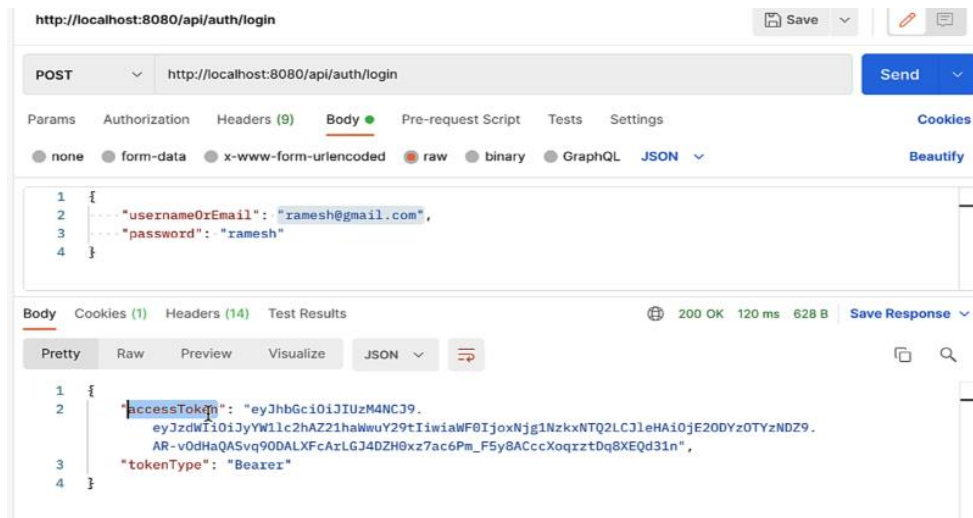 http://localhost:8080/api/auth/login
Save
POST http://localhost:8080/api/auth/login Send
Params Authorization Headers (9) Body Pre-request Script Tests Settings Cookies
none form-data x-www-form-urlencoded raw binary GraphQL JSON Beautify
1 {
2 "usernameOrEmail": "ramesh@gmail.com",
3 "password": "ramesh"
4 }
Body Cookies (1) Headers (14) Test Results 200 OK 120 ms 628 B Save Response
Pretty Raw Preview Visualize JSON
1 {
2 "accessToken": "eyJhbGciOiJIUzM4NCJ9.
eyJzdWIiOiJyYW1lc2hAZ21haWwuY29tIiwiaWF0IjoxNjg1NzkxNTQ2LCJleHAiOjE2ODYzOTYzNDZ9.
AR-vOdHaQASvq9ODALXFcArLGJ4DZH0xz7ac6Pm_F5y8ACccXoqrztDq8XEQd31n",
3 "tokenType": "Bearer"
4 }